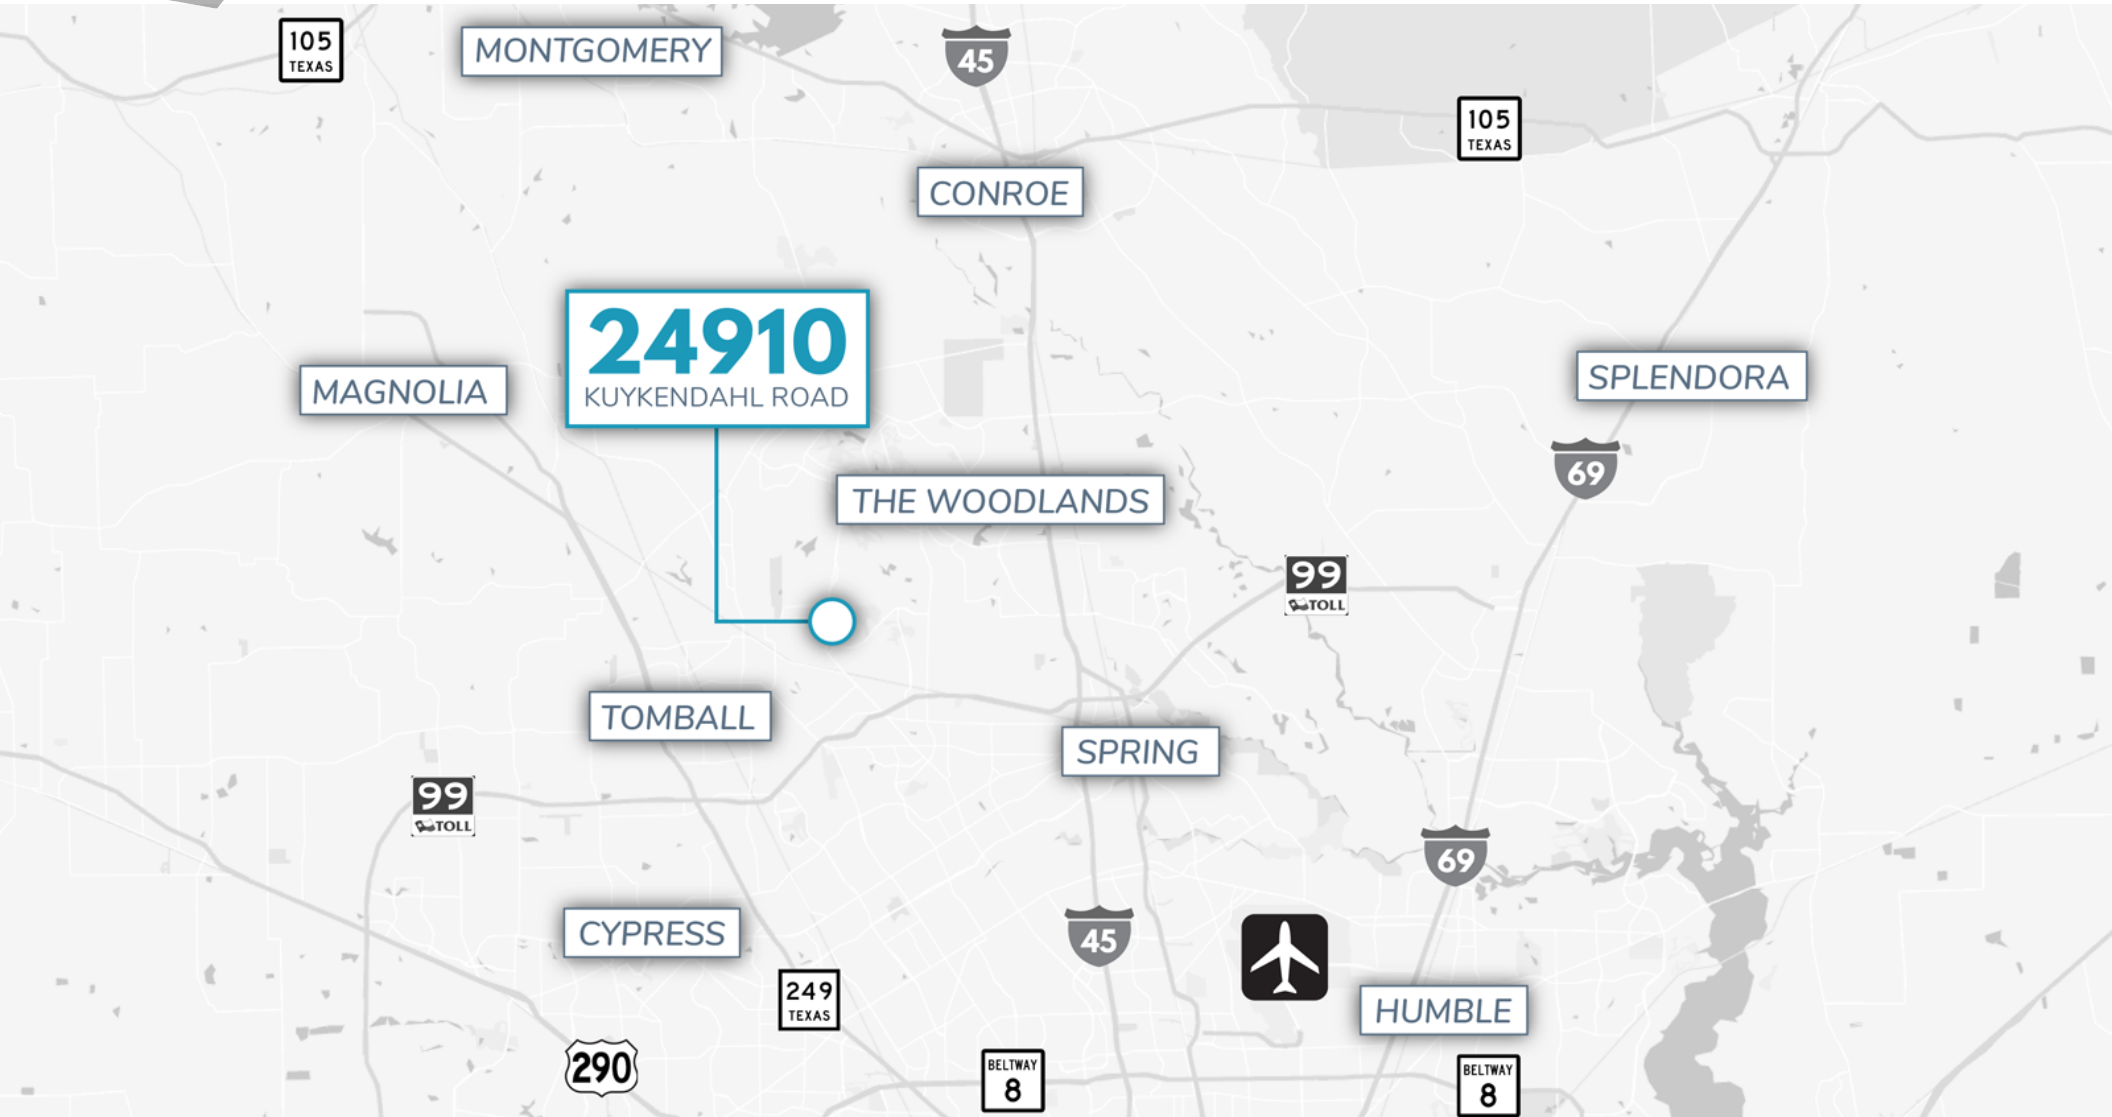 105
TEXAS
MONTGOMERY
45
105
TEXAS
CONROE
24910
KUYKENDAHL ROAD
MAGNOLIA
SPLENDORA
69
THE WOODLANDS
99
TOLL
TOMBALL
SPRING
99
TOLL
69
CYPRESS
45
249
TEXAS
HUMBLE
290
BELTWAY
8
BELTWAY
8